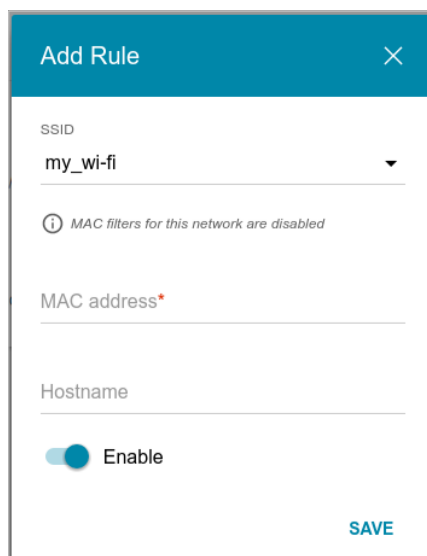 Add Rule
SSID
my_wi-fi
MAC filters for this network are disabled
MAC address*
Hostname
Enable
SAVE